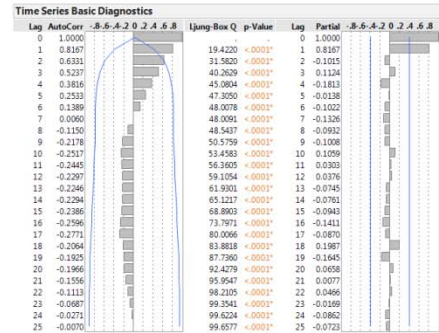 Time Series Basic Diagnostics
Lag AutoCorr -.8-.6-.4-.2 0 .2 .4 .6 .8 Ljung-Box Q p-Value Lag Partial -.8-.6-.4-.2 0 .2 .4 .6 .8
0 1.0000 . . 0 1.0000
1 0.8167 19.4220 <.0001* 1 0.8167
2 0.6331 31.5820 <.0001* 2 -0.1015
3 0.5237 40.2629 <.0001* 3 0.1124
4 0.3816 45.0804 <.0001* 4 -0.1813
5 0.2533 47.3050 <.0001* 5 -0.0138
6 0.1389 48.0078 <.0001* 6 -0.1022
7 0.0060 48.0091 <.0001* 7 -0.1326
8 -0.1150 48.5437 <.0001* 8 -0.0932
9 -0.2178 50.5759 <.0001* 9 -0.1008
10 -0.2517 53.4583 <.0001* 10 0.1059
11 -0.2445 56.3605 <.0001* 11 0.0303
12 -0.2297 59.1054 <.0001* 12 0.0376
13 -0.2246 61.9301 <.0001* 13 -0.0745
14 -0.2294 65.1217 <.0001* 14 -0.0761
15 -0.2386 68.8903 <.0001* 15 -0.0943
16 -0.2596 73.7971 <.0001* 16 -0.1411
17 -0.2771 80.0066 <.0001* 17 -0.0870
18 -0.2064 83.8818 <.0001* 18 0.1987
19 -0.1925 87.7360 <.0001* 19 -0.1645
20 -0.1966 92.4279 <.0001* 20 0.0658
21 -0.1556 95.9547 <.0001* 21 0.0077
22 -0.1113 98.2105 <.0001* 22 0.0466
23 -0.0687 99.3541 <.0001* 23 -0.0169
24 -0.0271 99.6224 <.0001* 24 -0.0862
25 -0.0070 99.6577 <.0001* 25 -0.0723